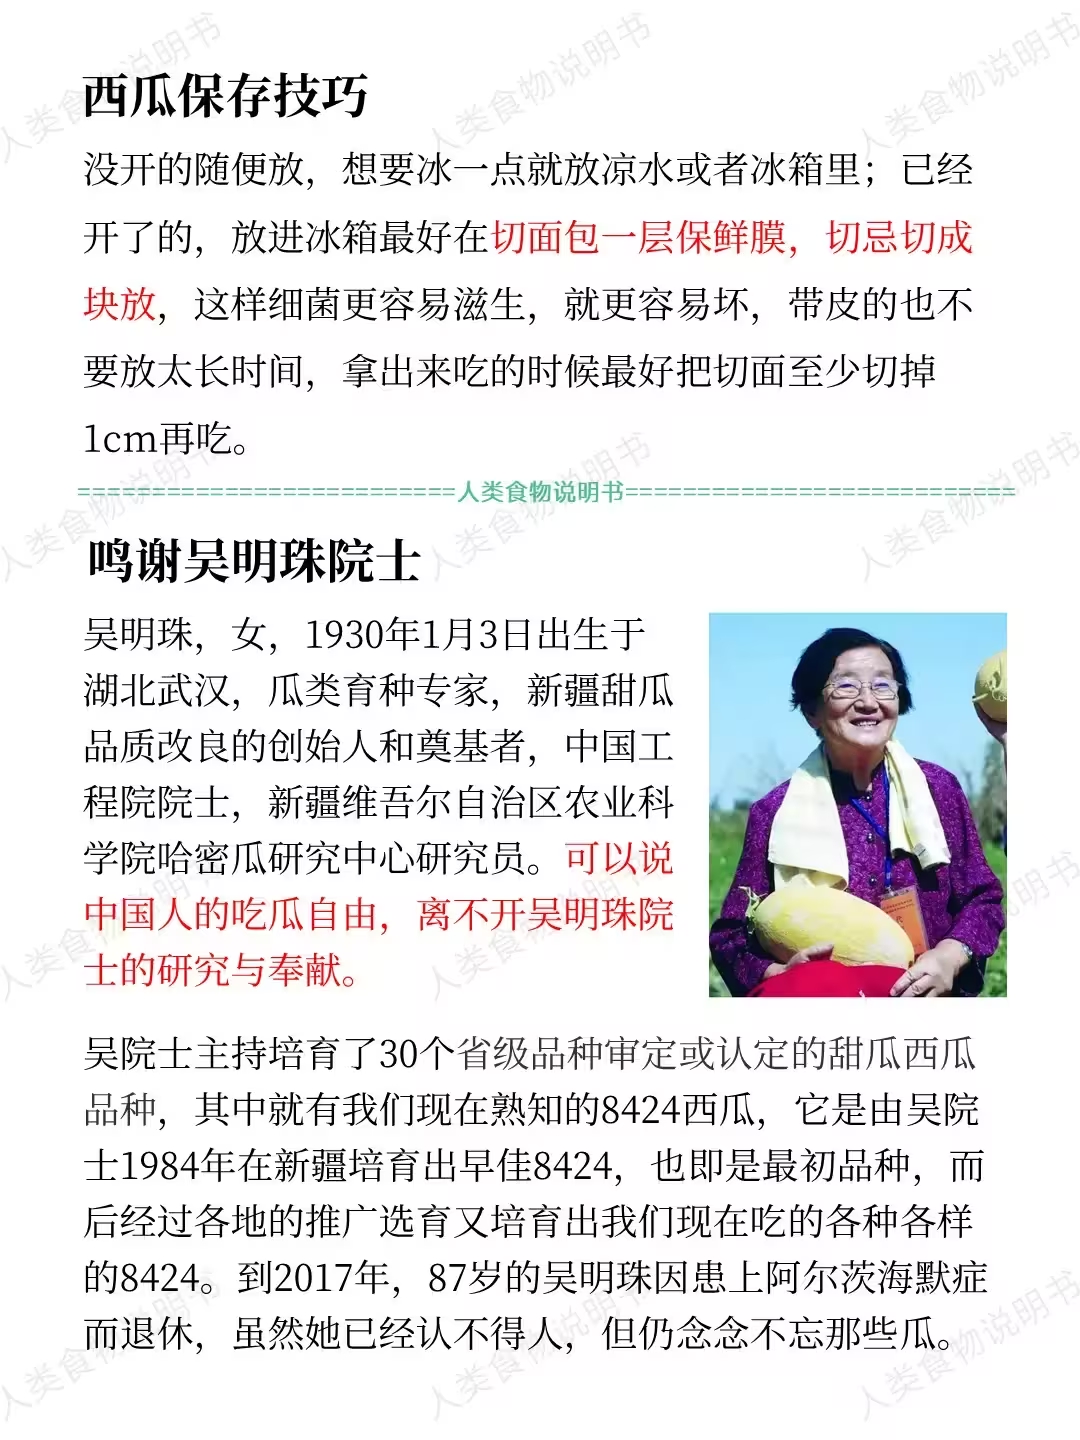 西瓜保存技巧
没开的随便放，想要冰一点就放凉水或者冰箱里；已经
开了的，放进冰箱最好在切面包一层保鲜膜，切忌切成
块放，这样细菌更容易滋生，就更容易坏，带皮的也不
要放太长时间，拿出来吃的时候最好把切面至少切掉
1cm再吃。
==========================人类食物说明书===========================
鸣谢吴明珠院士
吴明珠，女，1930年1月3日出生于
湖北武汉，瓜类育种专家，新疆甜瓜
品质改良的创始人和奠基者，中国工
程院院士，新疆维吾尔自治区农业科
学院哈密瓜研究中心研究员。可以说
中国人的吃瓜自由，离不开吴明珠院
士的研究与奉献。
吴院士主持培育了30个省级品种审定或认定的甜瓜西瓜
品种，其中就有我们现在熟知的8424西瓜，它是由吴院
士1984年在新疆培育出早佳8424，也即是最初品种，而
后经过各地的推广选育又培育出我们现在吃的各种各样
的8424。到2017年，87岁的吴明珠因患上阿尔茨海默症
而退休，虽然她已经认不得人，但仍念念不忘那些瓜。
人类食物说明书